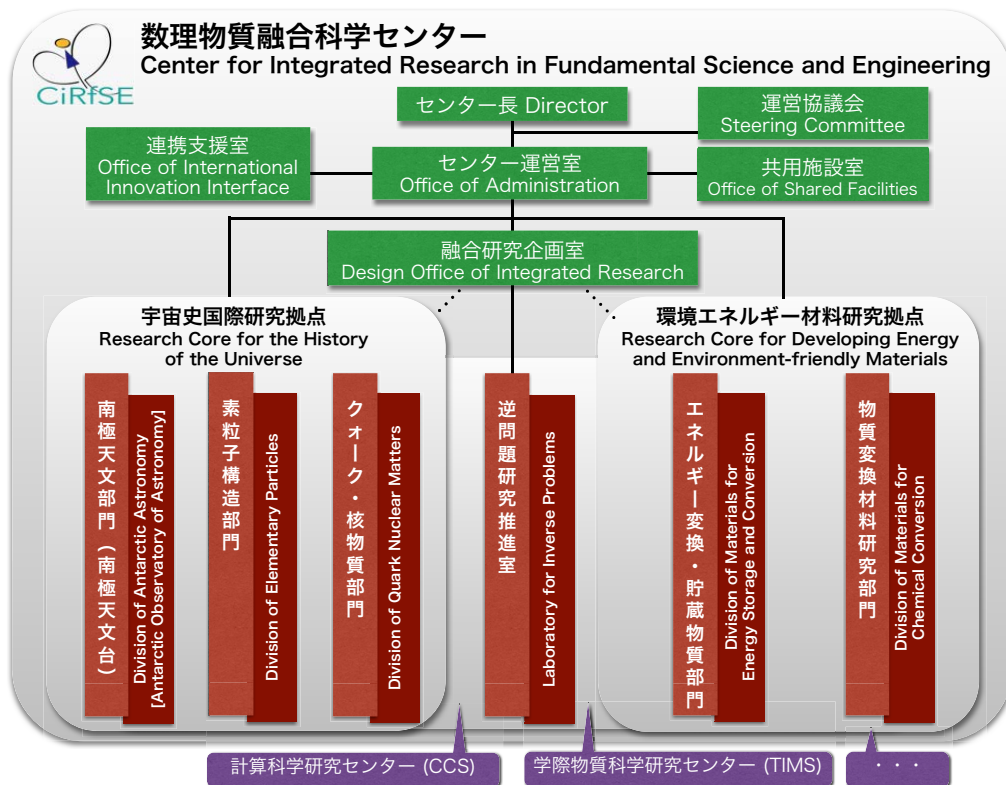 数理物質融合科学センター
Center for Integrated Research in Fundamental Science and Engineering
CiRfSE
センター長 Director
運営協議会
Steering Committee
連携支援室
Office of International
Innovation Interface
センター運営室
Office of Administration
共用施設室
Office of Shared Facilities
融合研究企画室
Design Office of Integrated Research
宇宙史国際研究拠点
Research Core for the History
of the Universe
環境エネルギー材料研究拠点
Research Core for Developing Energy
and Environment-friendly Materials
南極天文部門（南極天文台）
Division of Antarctic Astronomy
[Antarctic Observatory of Astronomy]
素粒子構造部門
Division of Elementary Particles
クォーク・核物質部門
Division of Quark Nuclear Matters
逆問題研究推進室
Laboratory for Inverse Problems
エネルギー変換・貯蔵物質部門
Division of Materials for
Energy Storage and Conversion
物質変換材料研究部門
Division of Materials for
Chemical Conversion
計算科学研究センター (CCS)
学際物質科学研究センター (TIMS)
・・・